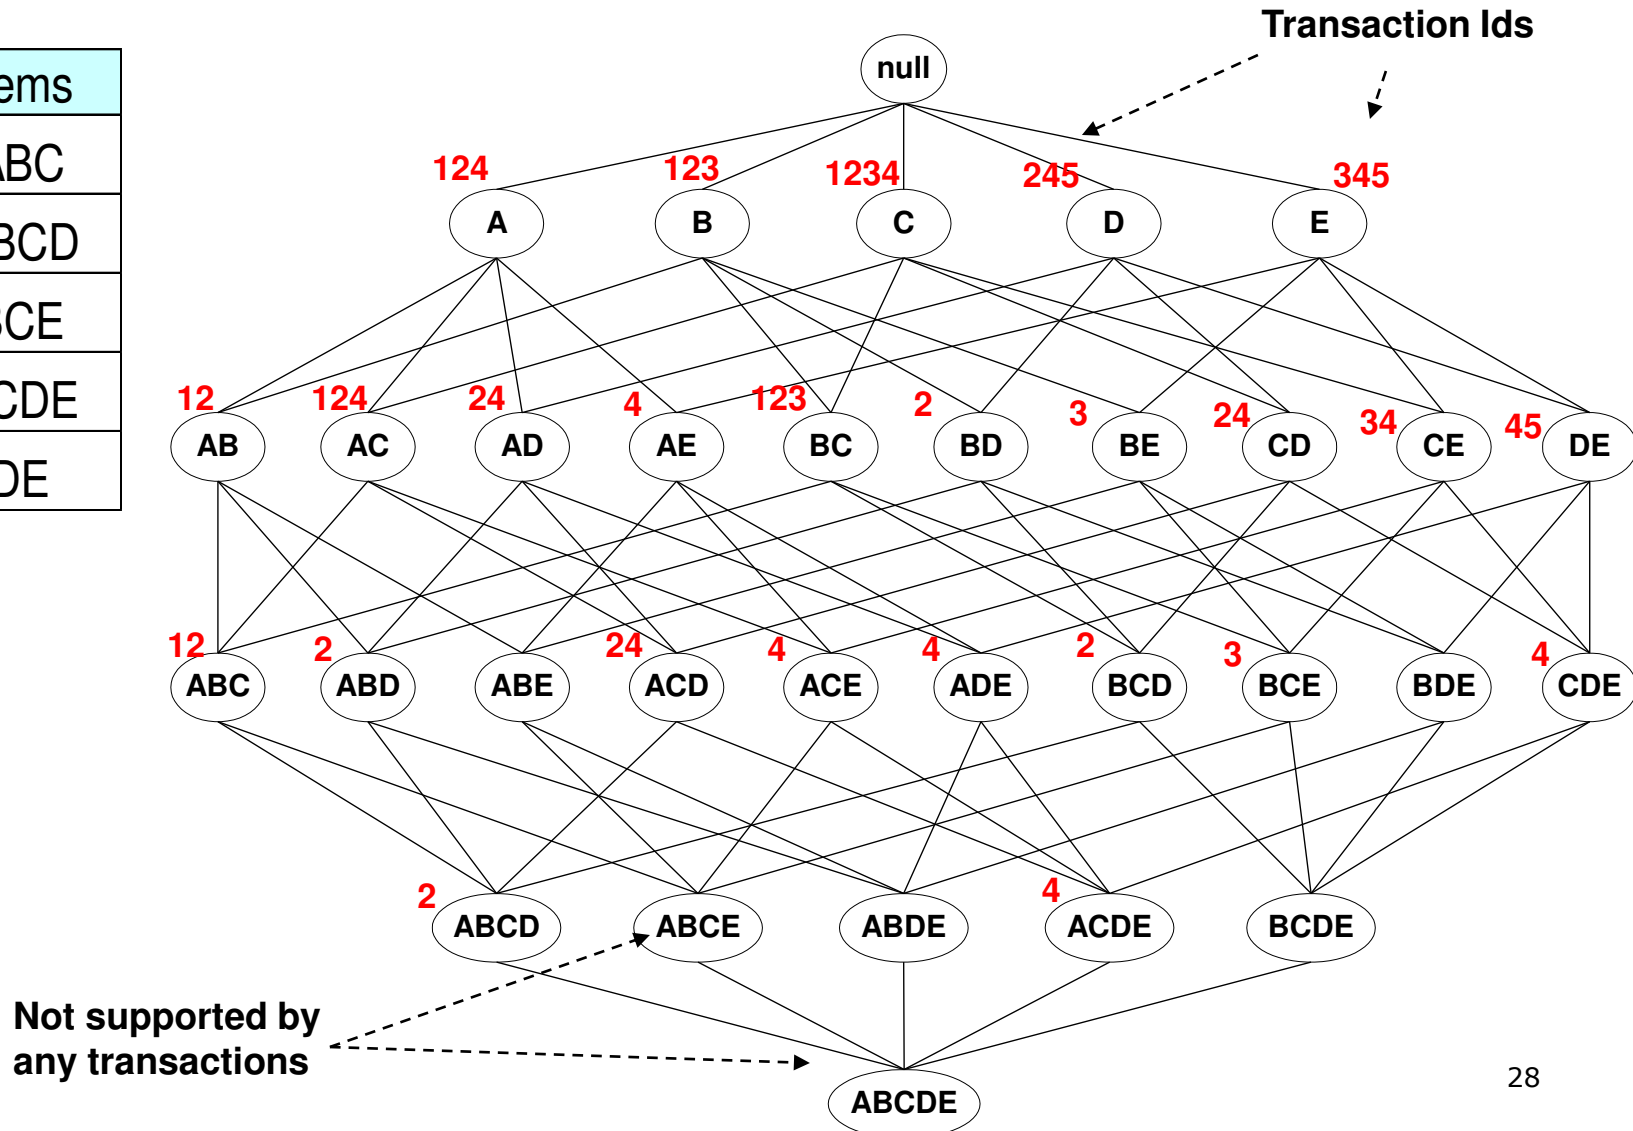 Transaction Ids
null
ems
ABC
BCD
BCE
CDE
DE
124
123
1234
245
345
A
B
C
D
E
12
124
24
4
123
2
3
24
34
45
AB
AC
AD
AE
BC
BD
BE
CD
CE
DE
12
2
24
4
4
2
3
4
ABC
ABD
ABE
ACD
ACE
ADE
BCD
BCE
BDE
CDE
2
4
ABCD
ABCE
ABDE
ACDE
BCDE
Not supported by
any transactions
ABCDE
28